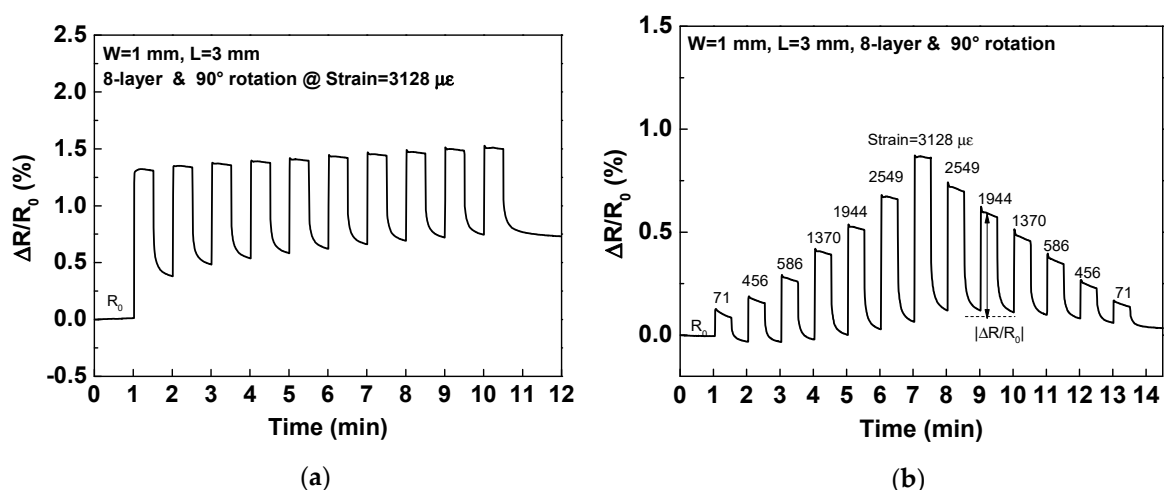 2.5
2.0
1.5
1.0
0.5
0.0
-0.5
ΔR/R₀ (%)
W=1 mm, L=3 mm
8-layer & 90° rotation @ Strain=3128 με
R₀
0 1 2 3 4 5 6 7 8 9 10 11 12
Time (min)
(a)
1.5
1.0
0.5
0.0
ΔR/R₀ (%)
W=1 mm, L=3 mm, 8-layer & 90° rotation
Strain=3128 με
2549 2549
1944 1944
1370 1370
586 586
456 456
71 71
R₀
|ΔR/R₀|
0 1 2 3 4 5 6 7 8 9 10 11 12 13 14
Time (min)
(b)